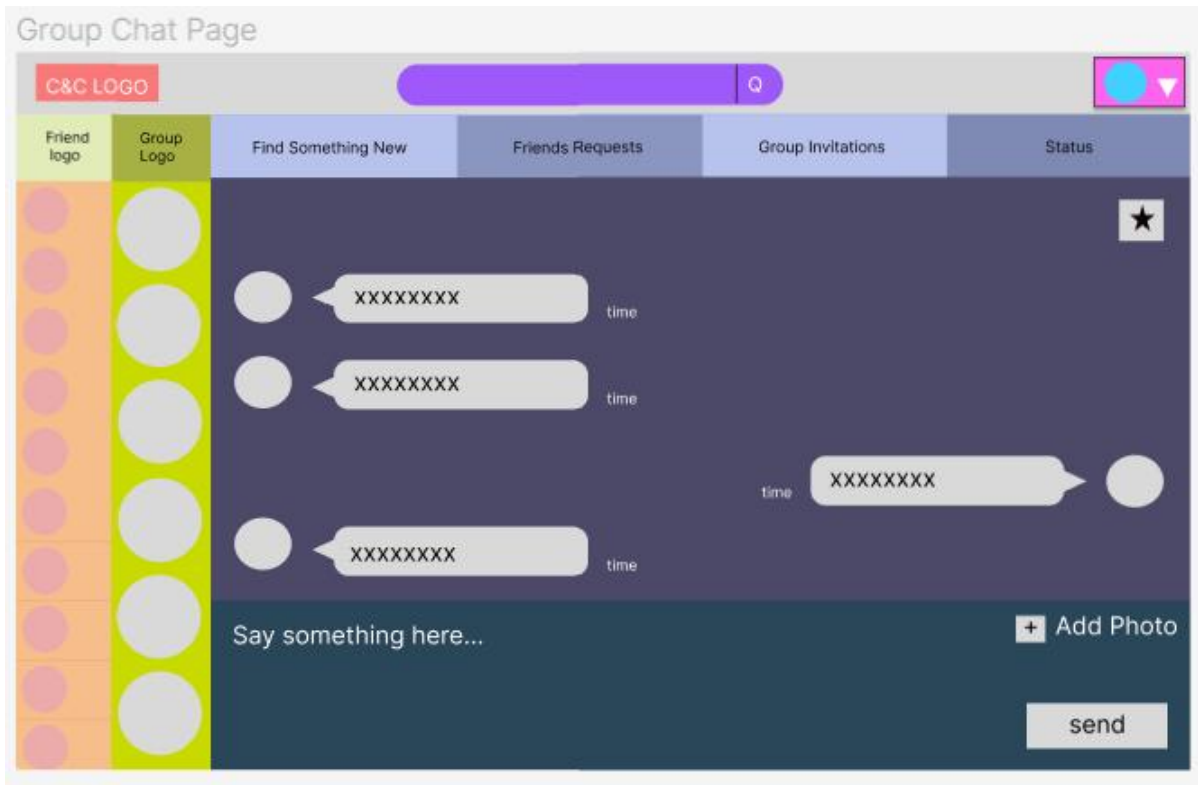 Group Chat Page
C&C LOGO
Q
Friend
logo
Group
Logo
Find Something New
Friends Requests
Group Invitations
Status
XXXXXXXX
time
XXXXXXXX
time
XXXXXXXX
time
XXXXXXXX
time
Say something here...
+ Add Photo
send